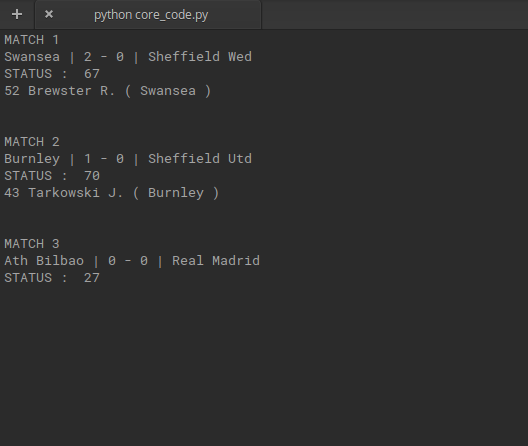 python core_code.py
MATCH 1
Swansea | 2 - 0 | Sheffield Wed
STATUS :  67
52 Brewster R. ( Swansea )
MATCH 2
Burnley | 1 - 0 | Sheffield Utd
STATUS :  70
43 Tarkowski J. ( Burnley )
MATCH 3
Ath Bilbao | 0 - 0 | Real Madrid
STATUS :  27